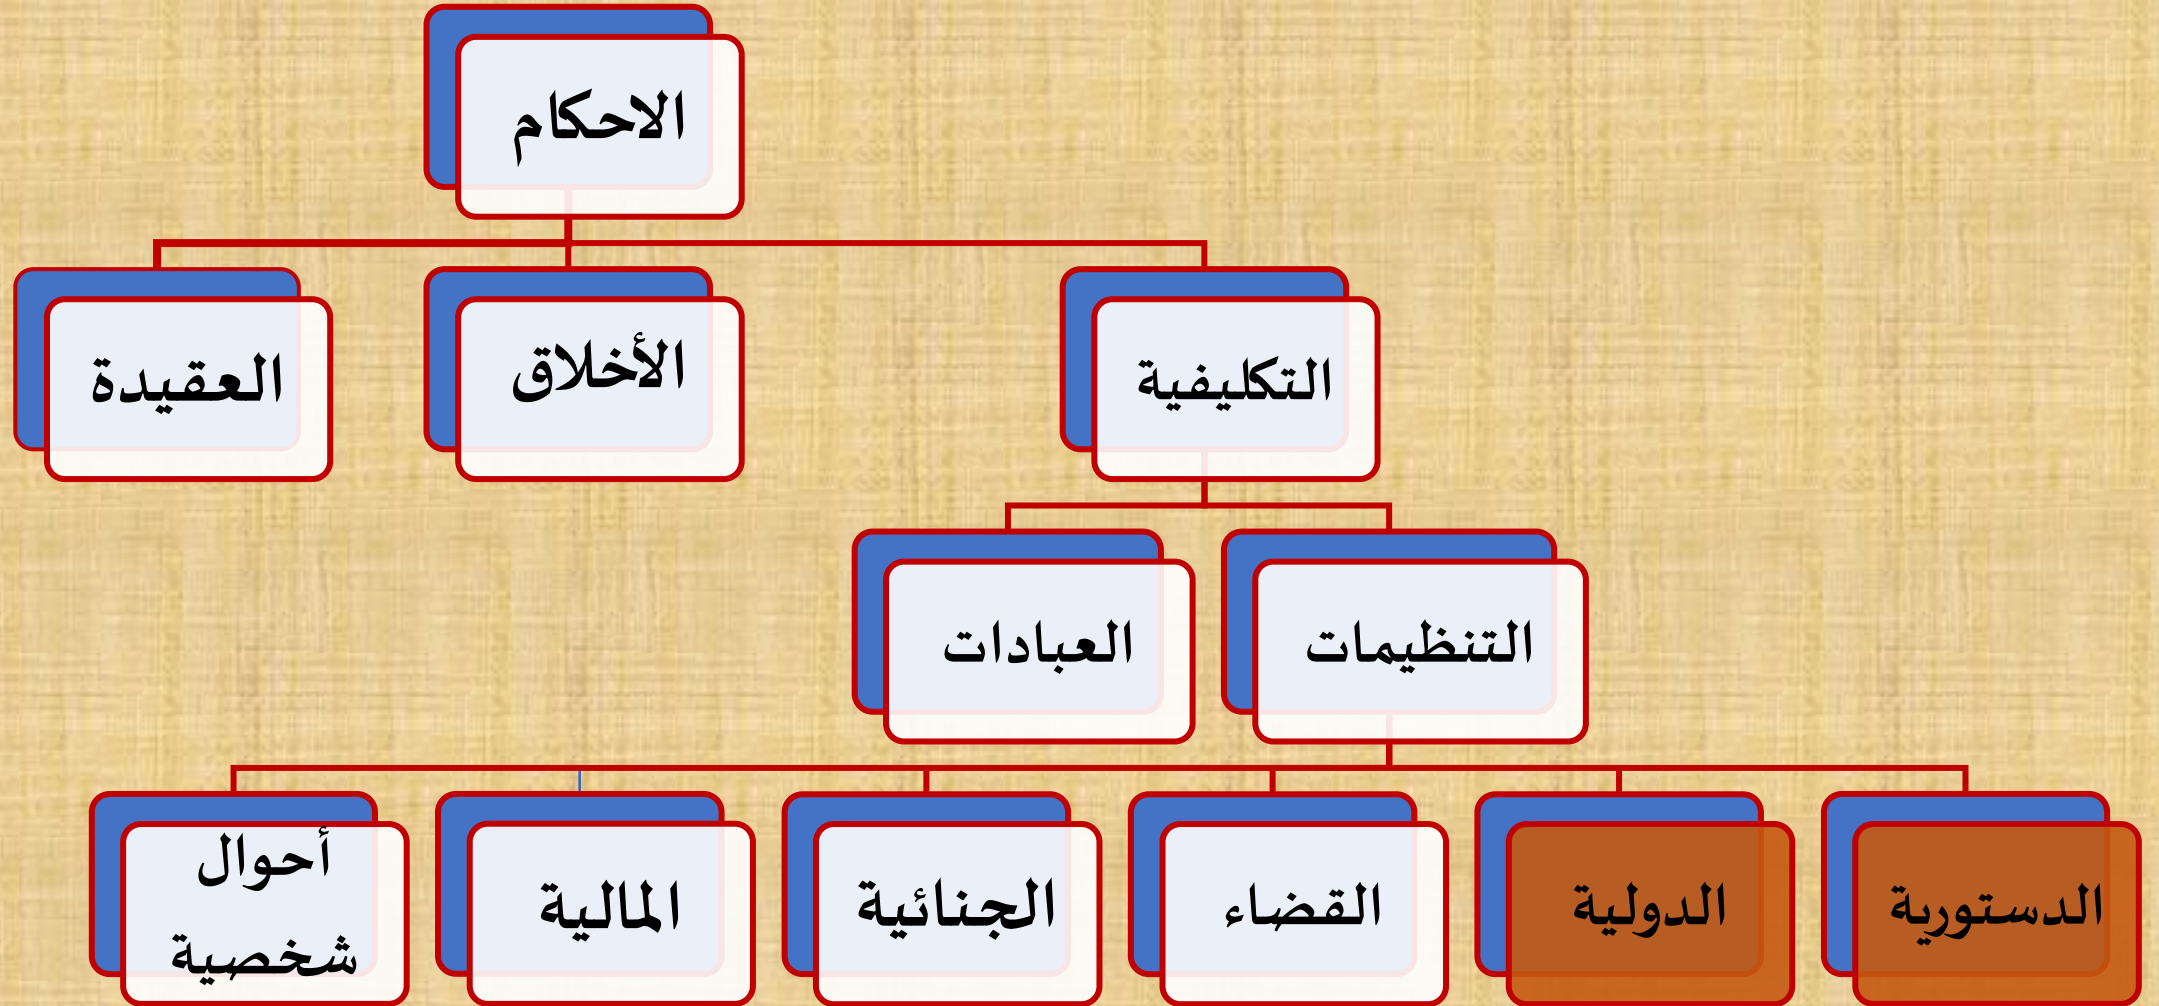 الاحكام
التكليفية
الأخلاق
العقيدة
التنظيمات
العبادات
الدستورية
الدولية
القضاء
الجنائية
المالية
أحوال
شخصية